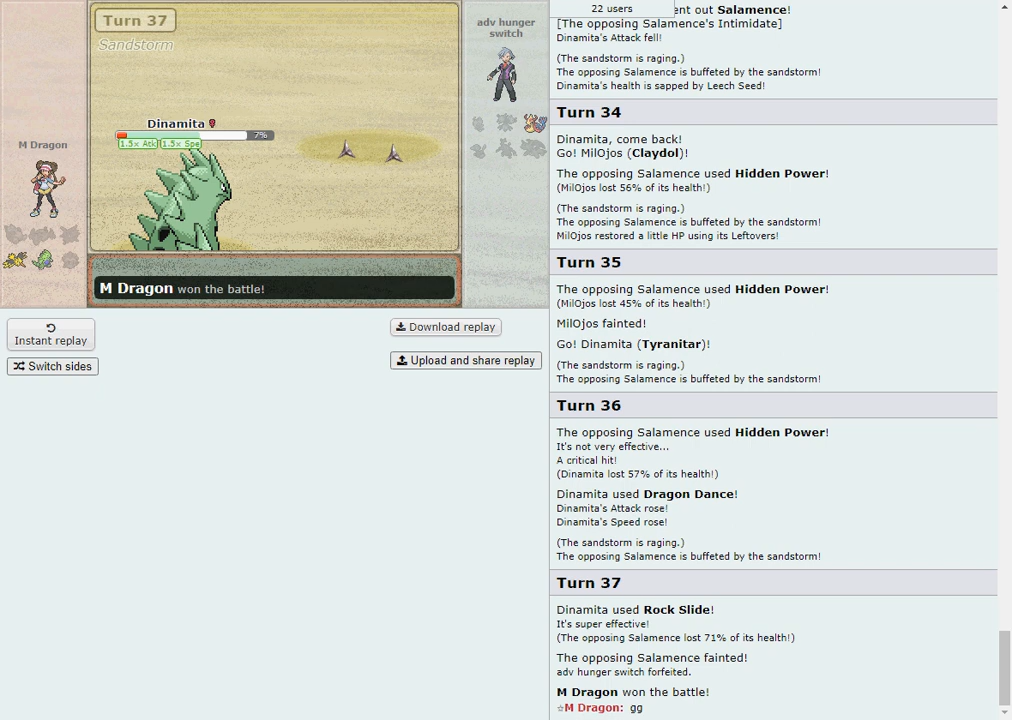 Turn 37
Sandstorm
Dinamita
7%
1.5× Atk 1.5× Spe
M Dragon
adv hunger
switch
M Dragon won the battle!
Instant replay
Switch sides
Download replay
Upload and share replay
22 users
ent out Salamence!
[The opposing Salamence's Intimidate]
Dinamita's Attack fell!
(The sandstorm is raging.)
The opposing Salamence is buffeted by the sandstorm!
Dinamita's health is sapped by Leech Seed!
Turn 34
Dinamita, come back!
Go! MilOjos (Claydol)!
The opposing Salamence used Hidden Power!
(MilOjos lost 56% of its health!)
(The sandstorm is raging.)
The opposing Salamence is buffeted by the sandstorm!
MilOjos restored a little HP using its Leftovers!
Turn 35
The opposing Salamence used Hidden Power!
(MilOjos lost 45% of its health!)
MilOjos fainted!
Go! Dinamita (Tyranitar)!
(The sandstorm is raging.)
The opposing Salamence is buffeted by the sandstorm!
Turn 36
The opposing Salamence used Hidden Power!
It's not very effective...
A critical hit!
(Dinamita lost 57% of its health!)
Dinamita used Dragon Dance!
Dinamita's Attack rose!
Dinamita's Speed rose!
(The sandstorm is raging.)
The opposing Salamence is buffeted by the sandstorm!
Turn 37
Dinamita used Rock Slide!
It's super effective!
(The opposing Salamence lost 71% of its health!)
The opposing Salamence fainted!
adv hunger switch forfeited.
M Dragon won the battle!
☆M Dragon: gg